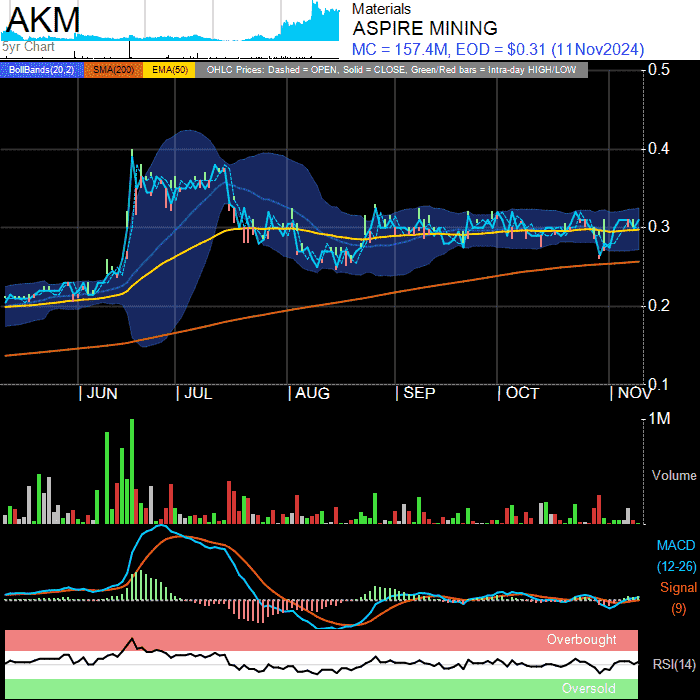 AKM
5yr Chart
Materials
ASPIRE MINING
MC = 157.4M, EOD = $0.31 (11Nov2024)
BollBands(20,2) SMA(200) EMA(50) OHLC Prices: Dashed = OPEN, Solid = CLOSE, Green/Red bars = Intra-day HIGH/LOW
0.5
0.4
0.3
0.2
0.1
JUN JUL AUG SEP OCT NOV
1M
Volume
MACD
(12-26)
Signal
(9)
Overbought
RSI(14)
Oversold